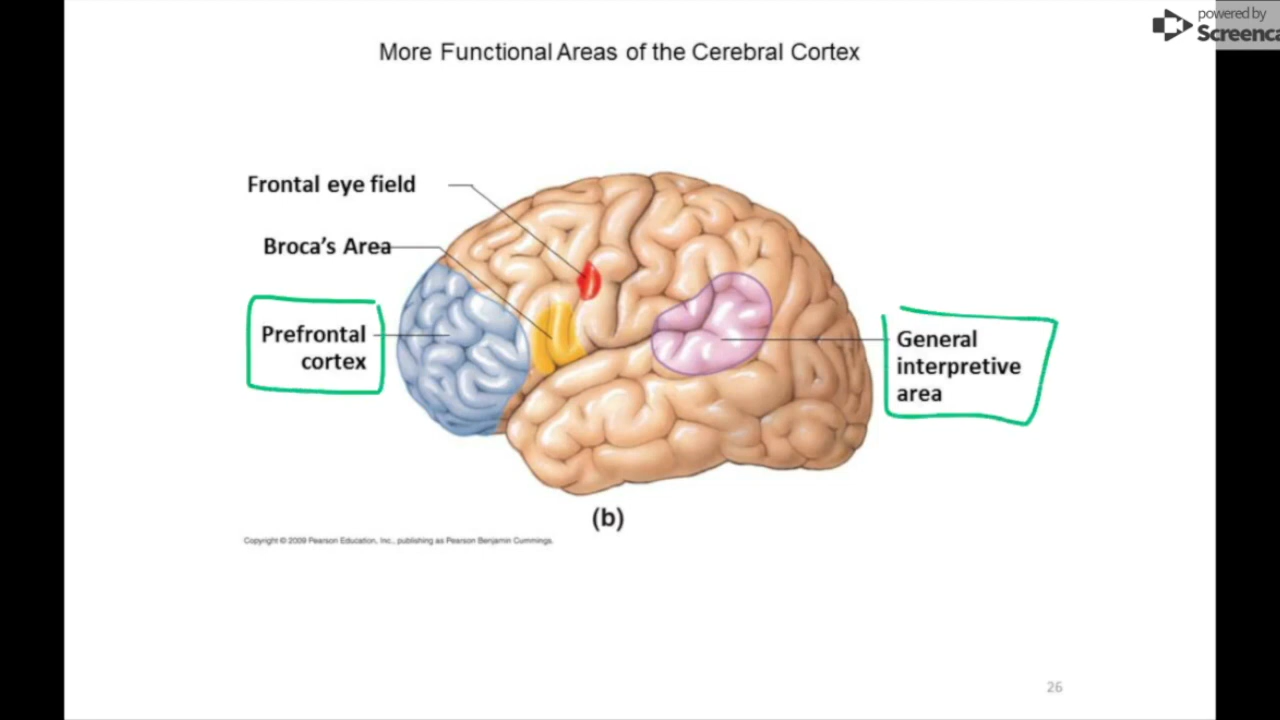 powered by
Screenca
More Functional Areas of the Cerebral Cortex
Frontal eye field
Broca's Area
Prefrontal
cortex
General
interpretive
area
(b)
Copyright © 2009 Pearson Education, Inc., publishing as Pearson Benjamin Cummings.
26